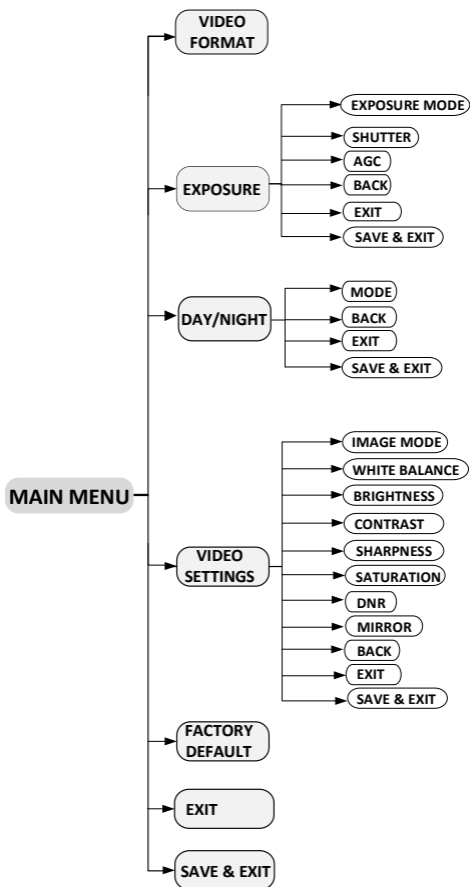 VIDEO
FORMAT
EXPOSURE MODE
SHUTTER
AGC
EXPOSURE
BACK
EXIT
SAVE & EXIT
MODE
DAY/NIGHT
BACK
EXIT
SAVE & EXIT
IMAGE MODE
WHITE BALANCE
MAIN MENU
BRIGHTNESS
CONTRAST
SHARPNESS
VIDEO
SETTINGS
SATURATION
DNR
MIRROR
BACK
EXIT
SAVE & EXIT
FACTORY
DEFAULT
EXIT
SAVE & EXIT